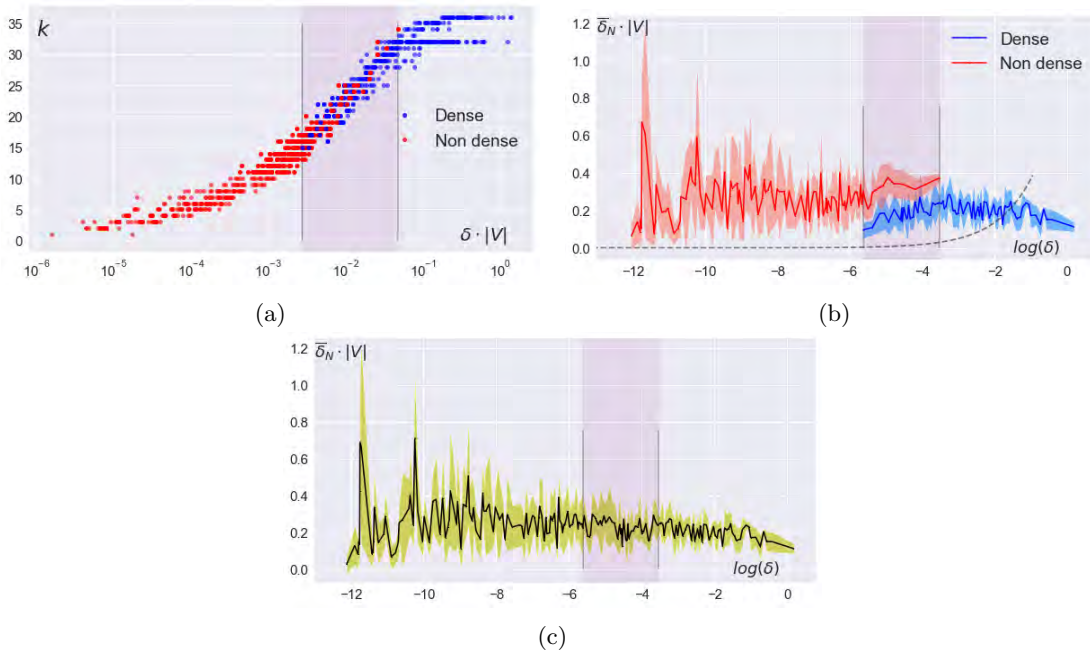 k
35
30
25
20
15
10
5
0
Dense
Non dense
δ · |V|
10⁻⁶ 10⁻⁵ 10⁻⁴ 10⁻³ 10⁻² 10⁻¹ 10⁰
(a)
δ̅_N · |V|
1.2
1.0
0.8
0.6
0.4
0.2
0.0
Dense
Non dense
log(δ)
−12 −10 −8 −6 −4 −2 0
(b)
δ̅_N · |V|
1.2
1.0
0.8
0.6
0.4
0.2
0.0
log(δ)
−12 −10 −8 −6 −4 −2 0
(c)